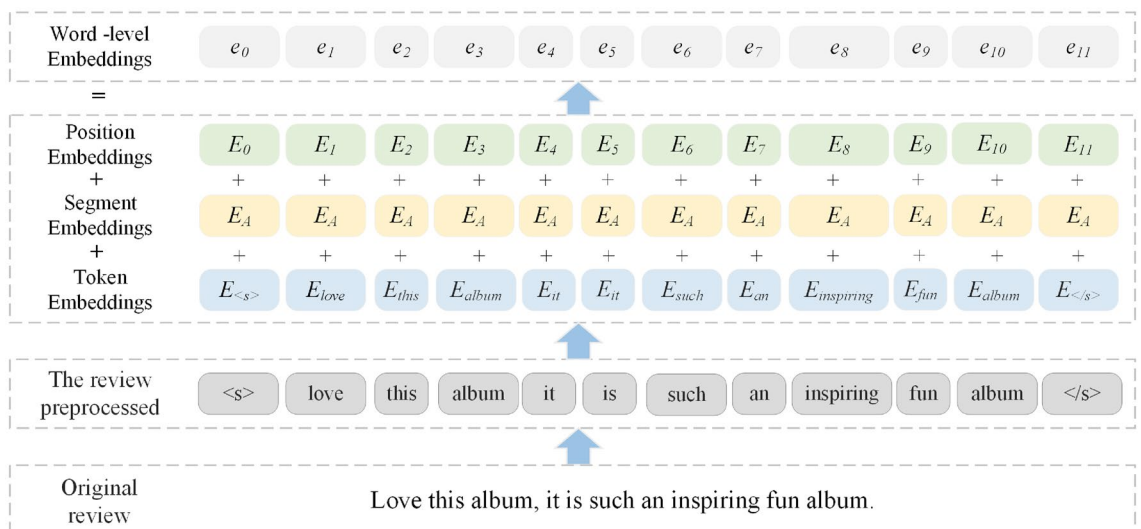 Word -level Embeddings e0 e1 e2 e3 e4 e5 e6 e7 e8 e9 e10 e11
=
Position Embeddings E0 E1 E2 E3 E4 E5 E6 E7 E8 E9 E10 E11
+ + + + + + + + + + + + +
Segment Embeddings EA EA EA EA EA EA EA EA EA EA EA EA
+ + + + + + + + + + + + +
Token Embeddings E<s> Elove Ethis Ealbum Eit Eit Esuch Ean Einspiring Efun Ealbum E</s>
The review preprocessed <s> love this album it is such an inspiring fun album </s>
Original review Love this album, it is such an inspiring fun album.